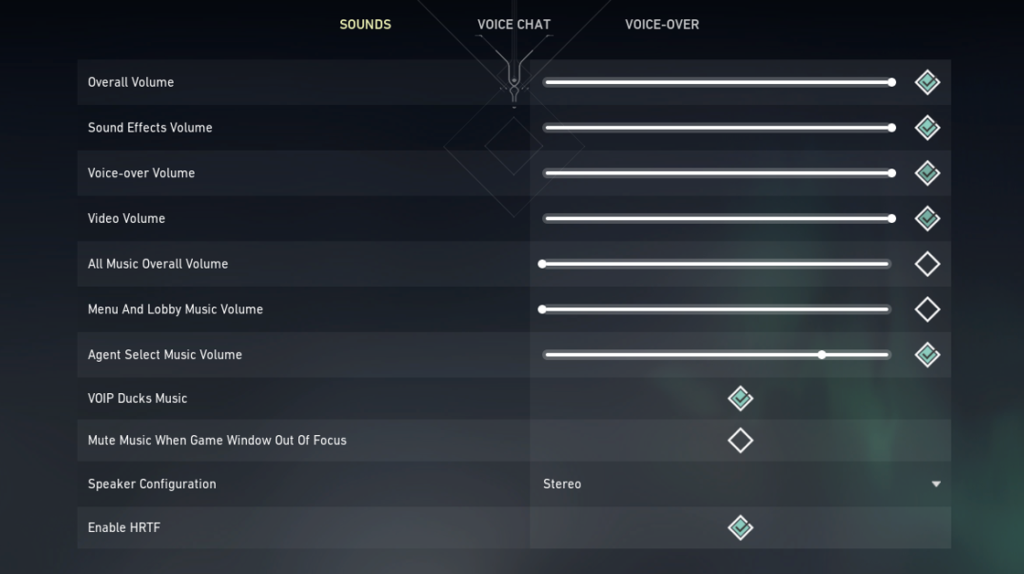 SOUNDS VOICE CHAT VOICE-OVER
Overall Volume
Sound Effects Volume
Voice-over Volume
Video Volume
All Music Overall Volume
Menu And Lobby Music Volume
Agent Select Music Volume
VOIP Ducks Music
Mute Music When Game Window Out Of Focus
Speaker Configuration Stereo
Enable HRTF